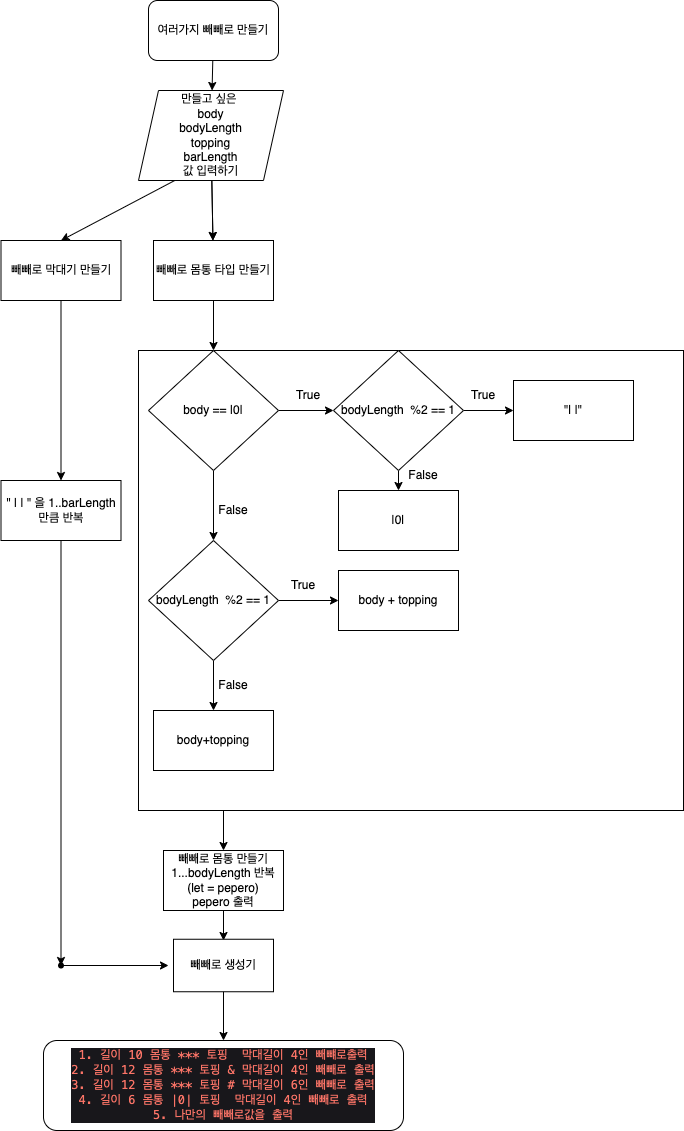 여러가지 빼빼로 만들기
만들고 싶은
body
bodyLength
topping
barLength
값 입력하기
빼빼로 막대기 만들기
빼빼로 몸통 타입 만들기
body == |0|
True
bodyLength %2 == 1
True
"| |"
False
|0|
False
" | | " 을 1..barLength
만큼 반복
bodyLength %2 == 1
True
body + topping
False
body+topping
빼빼로 몸통 만들기
1...bodyLength 반복
(let = pepero)
pepero 출력
빼빼로 생성기
1. 길이 10 몸통 *** 토핑 막대길이 4인 빼빼로출력
2. 길이 12 몸통 *** 토핑 & 막대길이 4인 빼빼로 출력
3. 길이 12 몸통 *** 토핑 # 막대길이 6인 빼빼로 출력
4. 길이 6 몸통 |0| 토핑 막대길이 4인 빼빼로 출력
5. 나만의 빼빼로값을 출력